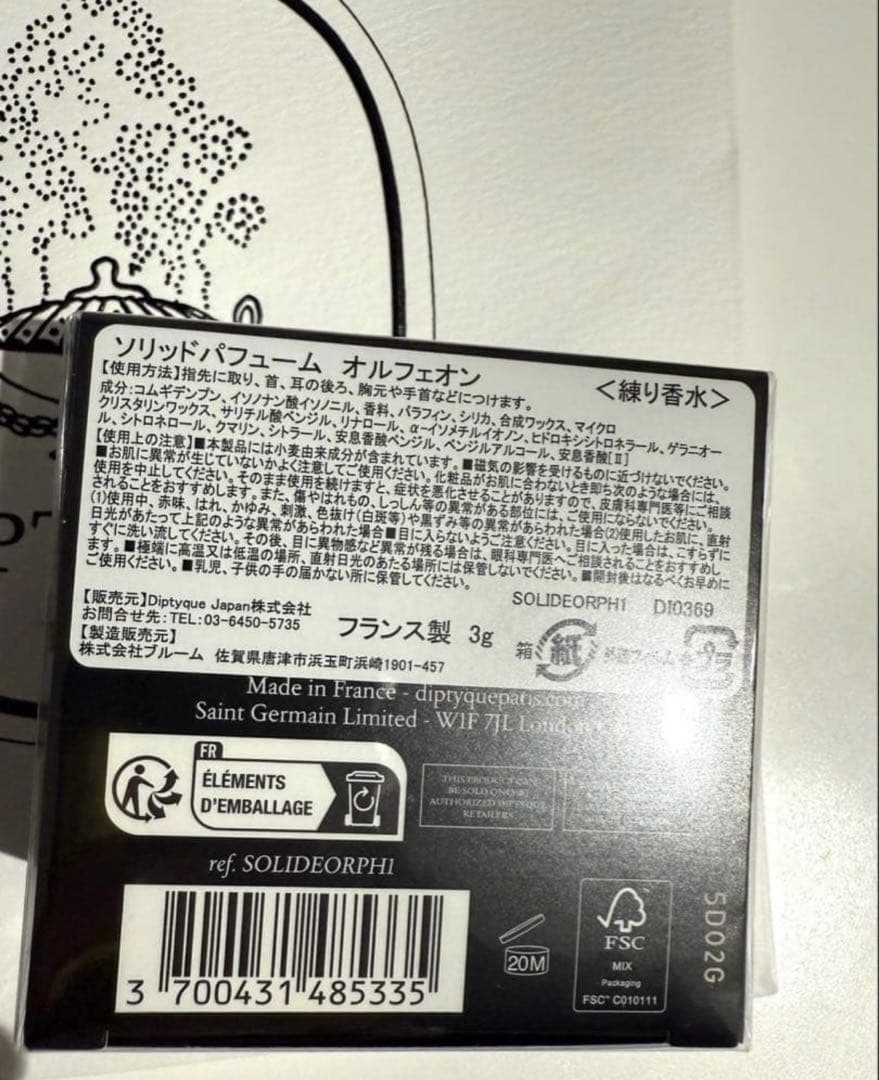 ソリッドパフューム オルフェオン
＜練り香水＞
【使用方法】指先に取り、首、耳の後ろ、胸元や手首などにつけます。
成分:コムギデンプン、イソノナン酸イソノニル、香料、パラフィン、シリカ、合成ワックス、マイクロ
クリスタリンワックス、サリチル酸ベンジル、リナロール、α-イソメチルイオノン、ヒドロキシシトロネラール、ゲラニオー
ル、シトロネロール、クマリン、シトラール、安息香酸ベンジル、ベンジルアルコール、安息香酸[Ⅱ]
【使用上の注意】■本製品には小麦由来成分が含まれています。■磁気の影響を受けるものに近づけないでください。
■お肌に異常が生じていないかよく注意してご使用ください。化粧品がお肌に合わないとき即ち次のような場合には、
使用を中止してください。そのまま使用を続けますと、症状を悪化させることがありますので、皮膚科専門医等にご相談
されることをおすすめします。また、傷やはれもの、しっしん等の異常がある部位には、ご使用にならないでください。
(1)使用中、赤味、はれ、かゆみ、刺激、色抜け(白斑等)や黒ずみ等の異常があらわれた場合(2)使用したお肌に、直射
日光があたって上記のような異常があらわれた場合■目に入らないようご注意ください。目に入った場合は、こすらずに
すぐに洗い流してください。その後、目に異物感など異常が残る場合は、眼科専門医へご相談されることをおすすめし
ます。■極端に高温又は低温の場所、直射日光のあたる場所には保管しないでください。■開封後はなるべくお早めに
ご使用ください。■乳児、子供の手の届かない所に保管してください。
SOLIDEORPH1 DI0369
【販売元】Diptyque Japan株式会社
お問合せ先:TEL:03-6450-5735
フランス製 3g
箱 紙
プラ
【製造販売元】
株式会社ブルーム 佐賀県唐津市浜玉町浜崎1901-457
Made in France - diptyqueparis.com
Saint Germain Limited - W1F 7JL London
FR
ÉLÉMENTS
D'EMBALLAGE
THIS PRODUCT CAN
BE SOLD ONLY BY
AUTHORIZED DIPTYQUE
RETAILERS
ref. SOLIDEORPH1
3 700431 485335
20M
FSC
MIX
Packaging
FSC™ C010111
5D02G